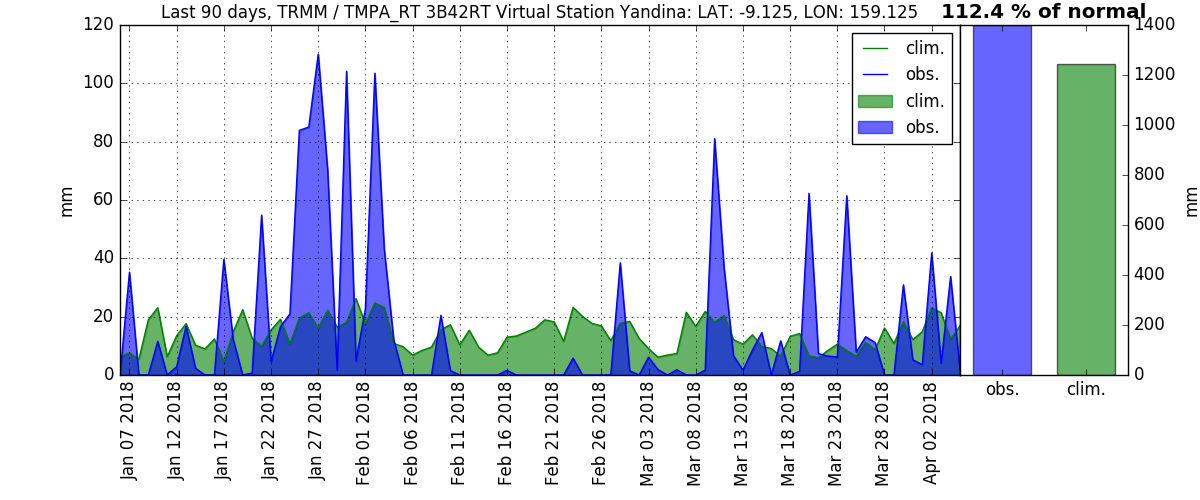 Last 90 days, TRMM / TMPA_RT 3B42RT Virtual Station Yandina: LAT: -9.125, LON: 159.125
112.4 % of normal
120
100
80
60
40
20
0
mm
clim.
obs.
clim.
obs.
1400
1200
1000
800
600
400
200
0
mm
Jan 07 2018
Jan 12 2018
Jan 17 2018
Jan 22 2018
Jan 27 2018
Feb 01 2018
Feb 06 2018
Feb 11 2018
Feb 16 2018
Feb 21 2018
Feb 26 2018
Mar 03 2018
Mar 08 2018
Mar 13 2018
Mar 18 2018
Mar 23 2018
Mar 28 2018
Apr 02 2018
obs.
clim.